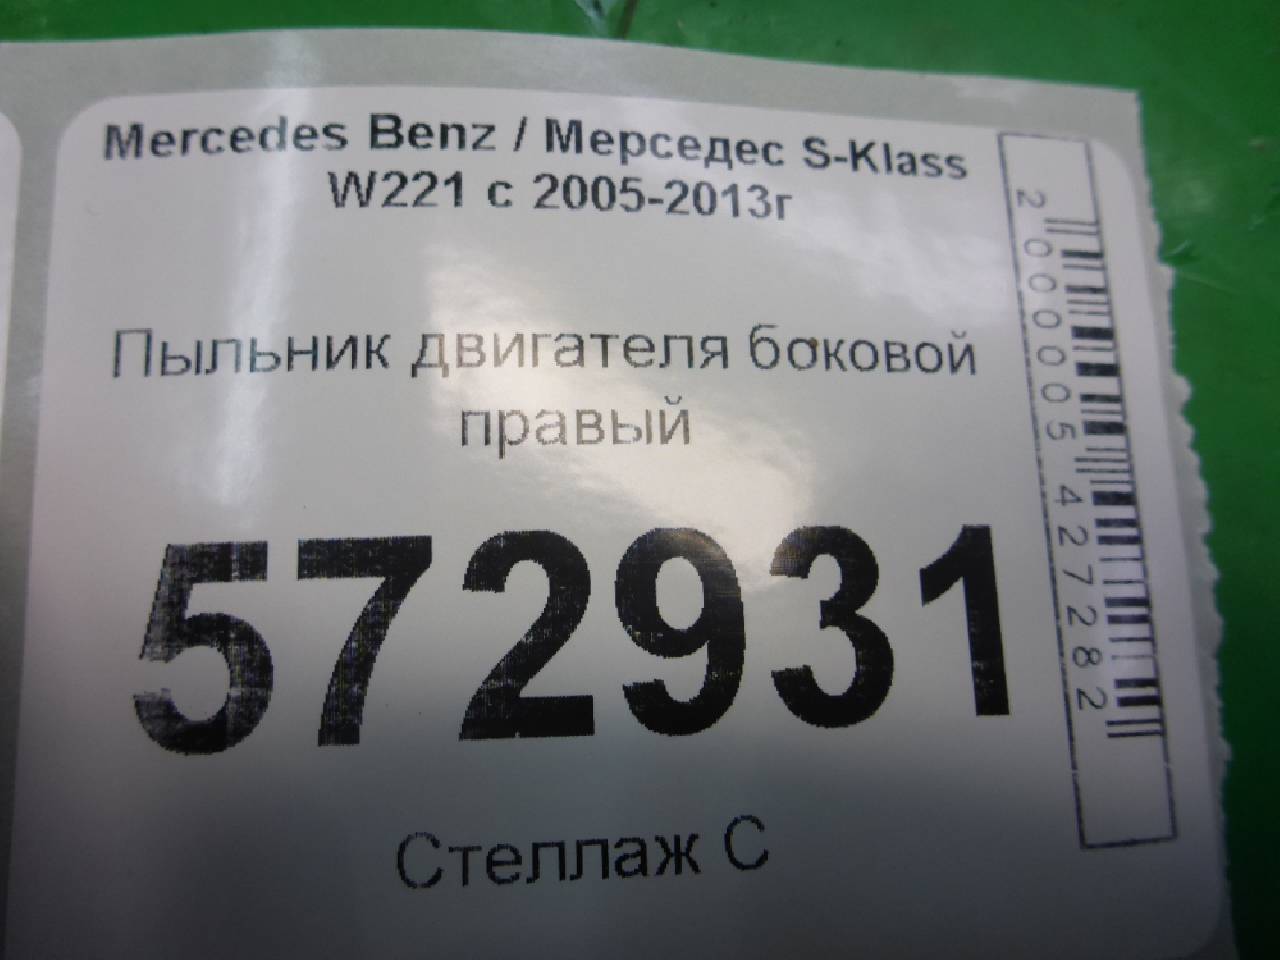 Mercedes Benz / Мерседес S-Klass
W221 с 2005-2013г
Пыльник двигателя боковой
правый
572931
Стеллаж С
2000005427282